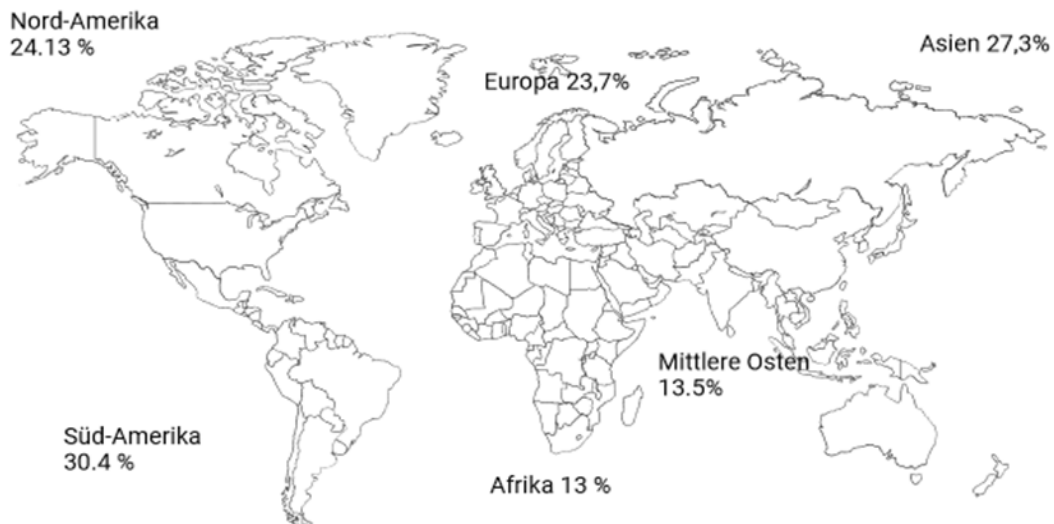 Nord-Amerika
24.13 %
Asien 27,3%
Europa 23,7%
Mittlere Osten
13.5%
Süd-Amerika
30.4 %
Afrika 13 %